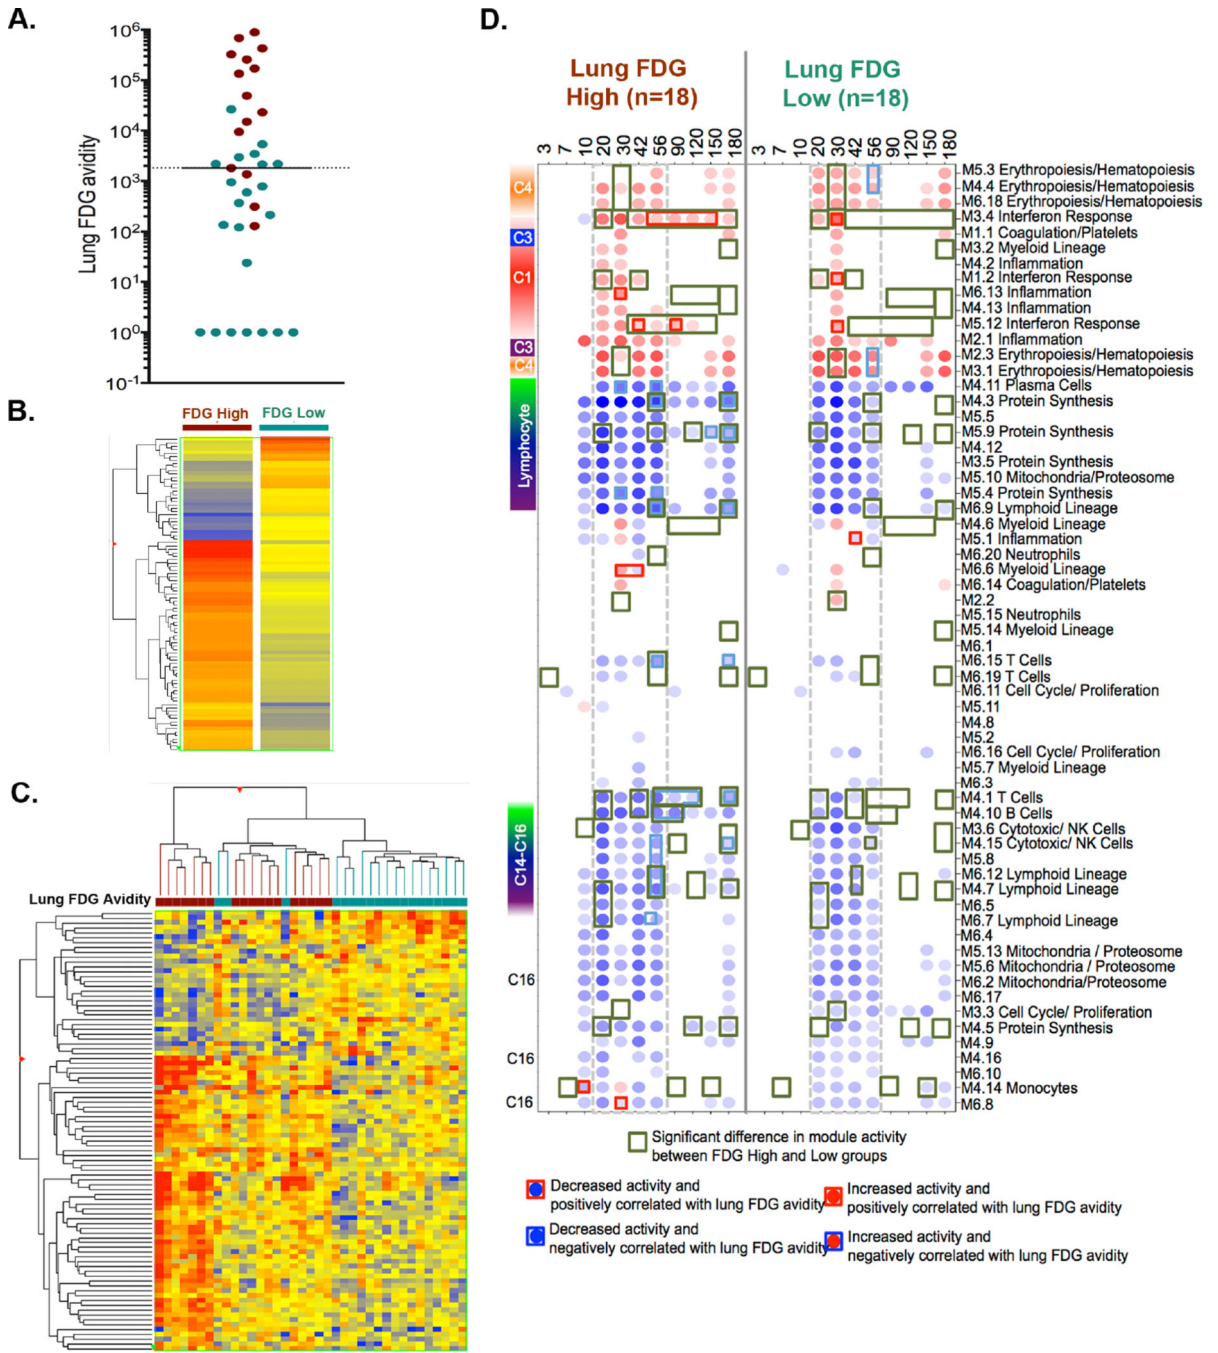 A.
10⁶
10⁵
10⁴
10³
10²
10¹
10⁰
10⁻¹
Lung FDG avidity
B.
FDG High
FDG Low
C.
Lung FDG Avidity
D.
Lung FDG
High (n=18)
Lung FDG
Low (n=18)
3 7 10 20 30 42 56 90 120 150 180
3 7 10 20 30 42 56 90 120 150 180
C4
C3
C1
C3
C4
Lymphocyte
C14-C16
C16
C16
C16
M5.3 Erythropoiesis/Hematopoiesis
M4.4 Erythropoiesis/Hematopoiesis
M6.18 Erythropoiesis/Hematopoiesis
M3.4 Interferon Response
M1.1 Coagulation/Platelets
M3.2 Myeloid Lineage
M4.2 Inflammation
M1.2 Interferon Response
M6.13 Inflammation
M4.13 Inflammation
M5.12 Interferon Response
M2.1 Inflammation
M2.3 Erythropoiesis/Hematopoiesis
M3.1 Erythropoiesis/Hematopoiesis
M4.11 Plasma Cells
M4.3 Protein Synthesis
M5.5
M5.9 Protein Synthesis
M4.12
M3.5 Protein Synthesis
M5.10 Mitochondria/Proteosome
M5.4 Protein Synthesis
M6.9 Lymphoid Lineage
M4.6 Myeloid Lineage
M5.1 Inflammation
M6.20 Neutrophils
M6.6 Myeloid Lineage
M6.14 Coagulation/Platelets
M2.2
M5.15 Neutrophils
M5.14 Myeloid Lineage
M6.1
M6.15 T Cells
M6.19 T Cells
M6.11 Cell Cycle/ Proliferation
M5.11
M4.8
M5.2
M6.16 Cell Cycle/ Proliferation
M5.7 Myeloid Lineage
M6.3
M4.1 T Cells
M4.10 B Cells
M3.6 Cytotoxic/ NK Cells
M4.15 Cytotoxic/ NK Cells
M5.8
M6.12 Lymphoid Lineage
M4.7 Lymphoid Lineage
M6.5
M6.7 Lymphoid Lineage
M6.4
M5.13 Mitochondria / Proteosome
M5.6 Mitochondria / Proteosome
M6.2 Mitochondria/Proteosome
M6.17
M3.3 Cell Cycle/ Proliferation
M4.5 Protein Synthesis
M4.9
M4.16
M6.10
M4.14 Monocytes
M6.8
Significant difference in module activity
between FDG High and Low groups
Decreased activity and
positively correlated with lung FDG avidity
Increased activity and
positively correlated with lung FDG avidity
Decreased activity and
negatively correlated with lung FDG avidity
Increased activity and
negatively correlated with lung FDG avidity